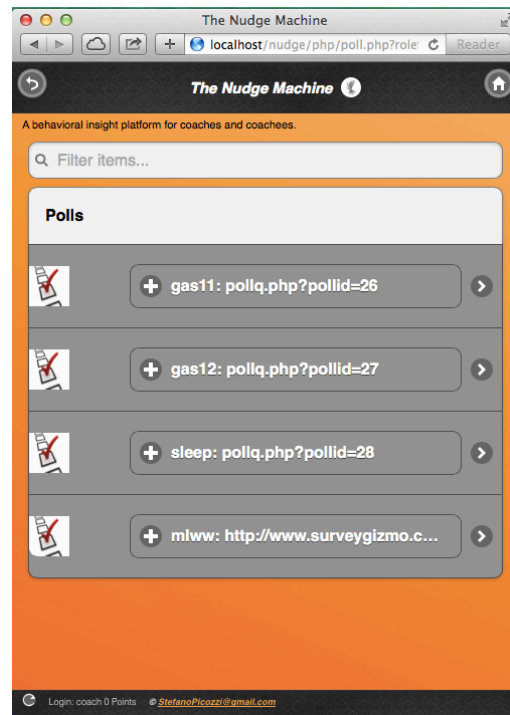 The Nudge Machine
localhost/nudge/php/poll.php?role
Reader
The Nudge Machine
A behavioral insight platform for coaches and coachees.
Filter items...
Polls
gas11: pollq.php?pollid=26
gas12: pollq.php?pollid=27
sleep: pollq.php?pollid=28
mlww: http://www.surveygizmo.c...
Login: coach 0 Points © StefanoPicozzi@gmail.com